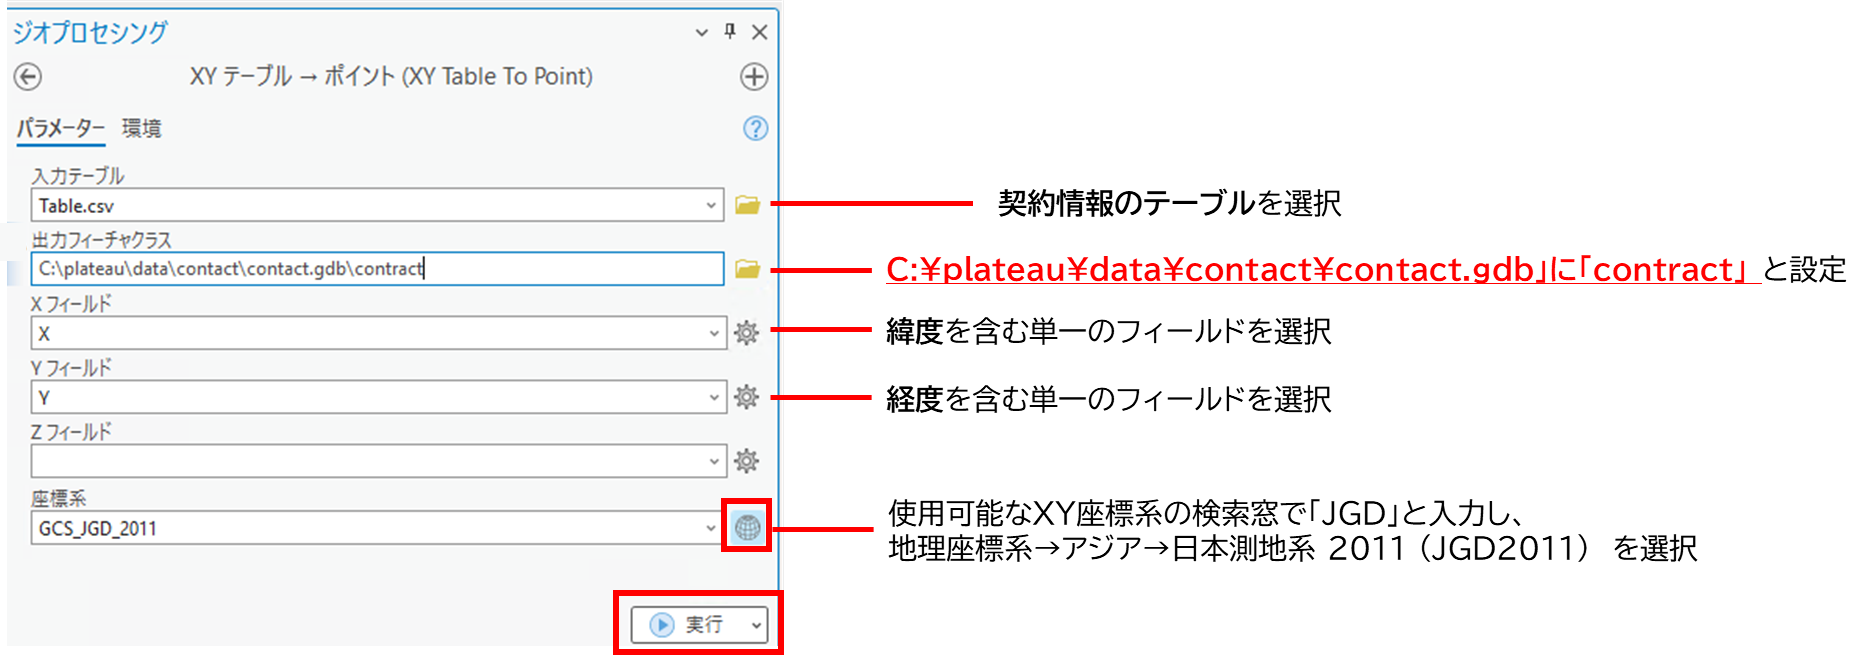 ジオプロセシング
XY テーブル → ポイント (XY Table To Point)
パラメーター 環境
入力テーブル
Table.csv
契約情報のテーブルを選択
出力フィーチャクラス
C:\plateau\data\contact\contact.gdb\contract
C:¥plateau¥data¥contact¥contact.gdb」に「contract」 と設定
X フィールド
X
緯度を含む単一のフィールドを選択
Y フィールド
Y
経度を含む単一のフィールドを選択
Z フィールド
座標系
GCS_JGD_2011
使用可能なXY座標系の検索窓で「JGD」と入力し、
地理座標系→アジア→日本測地系 2011 (JGD2011) を選択
実行